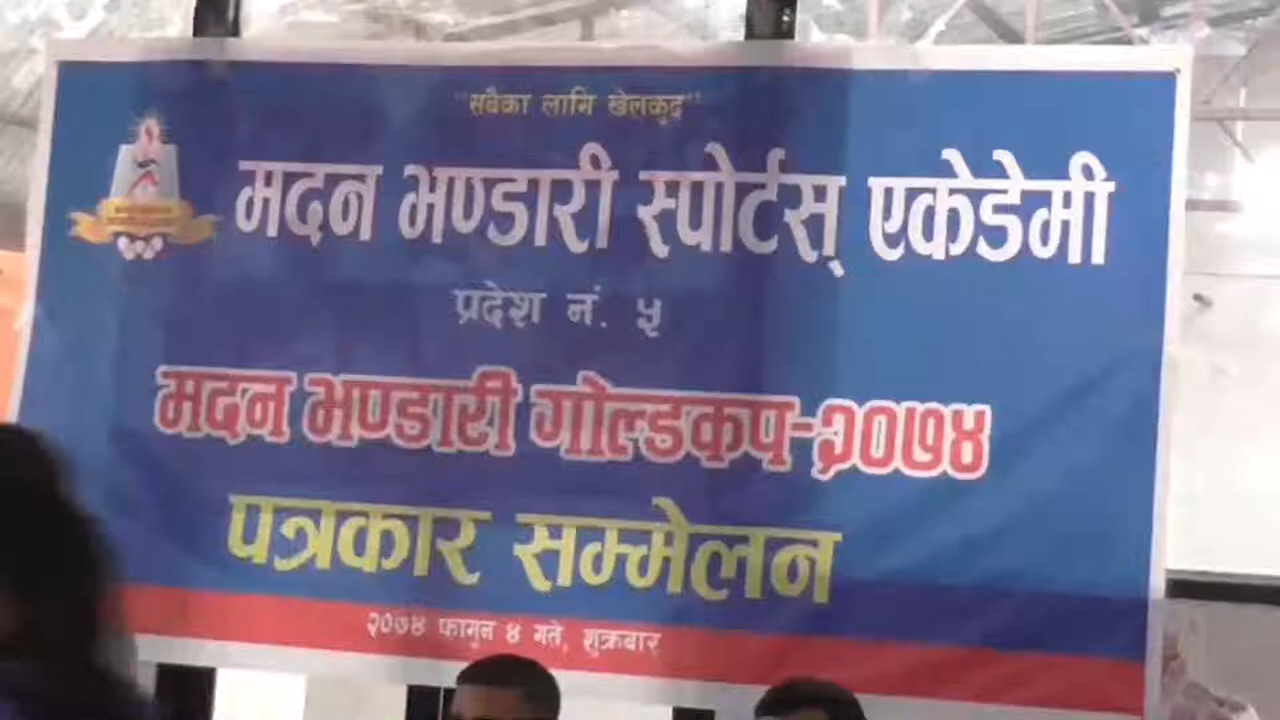 "सबैका लागि खेलकुद"
मदन भण्डारी स्पोर्टस् एकेडेमी
प्रदेश नं. ५
मदन भण्डारी गोल्डकप-२०७४
पत्रकार सम्मेलन
२०७४ फागुन ४ गते, शुक्रबार